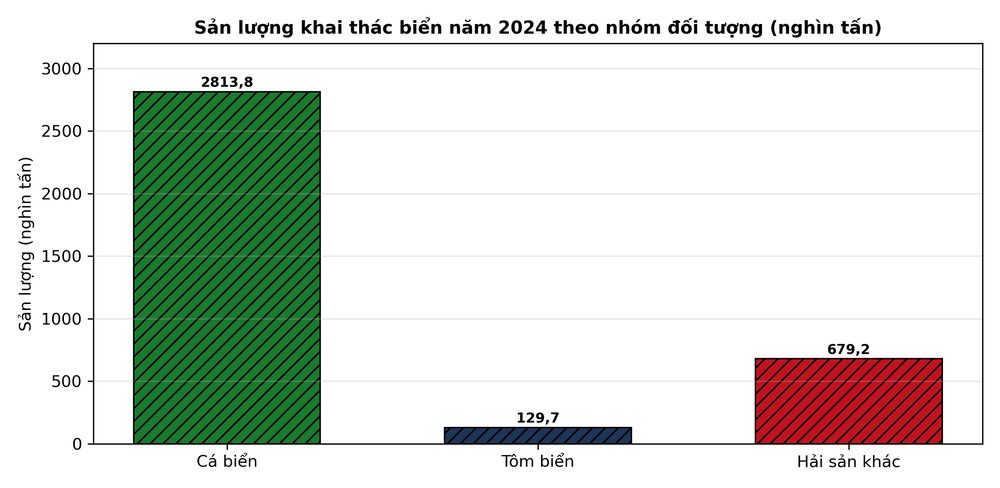 Sản lượng khai thác biển năm 2024 theo nhóm đối tượng (nghìn tấn)
Sản lượng (nghìn tấn)
3000
2500
2000
1500
1000
500
0
2813,8
129,7
679,2
Cá biển
Tôm biển
Hải sản khác